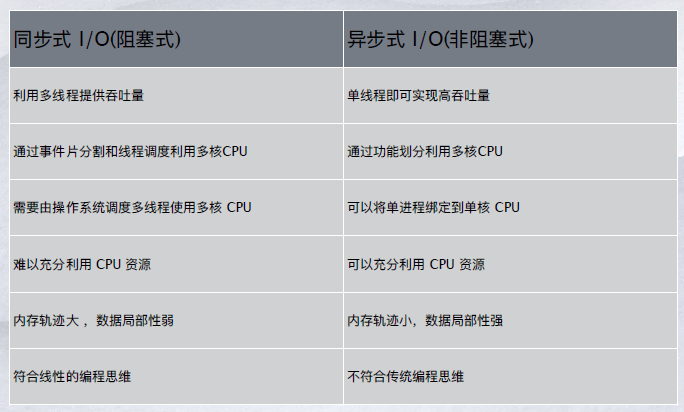 同步式 I/O(阻塞式)
异步式 I/O(非阻塞式)
利用多线程提供吞吐量
单线程即可实现高吞吐量
通过事件片分割和线程调度利用多核CPU
通过功能划分利用多核CPU
需要由操作系统调度多线程使用多核 CPU
可以将单进程绑定到单核 CPU
难以充分利用 CPU 资源
可以充分利用 CPU 资源
内存轨迹大 ，数据局部性弱
内存轨迹小，数据局部性强
符合线性的编程思维
不符合传统编程思维